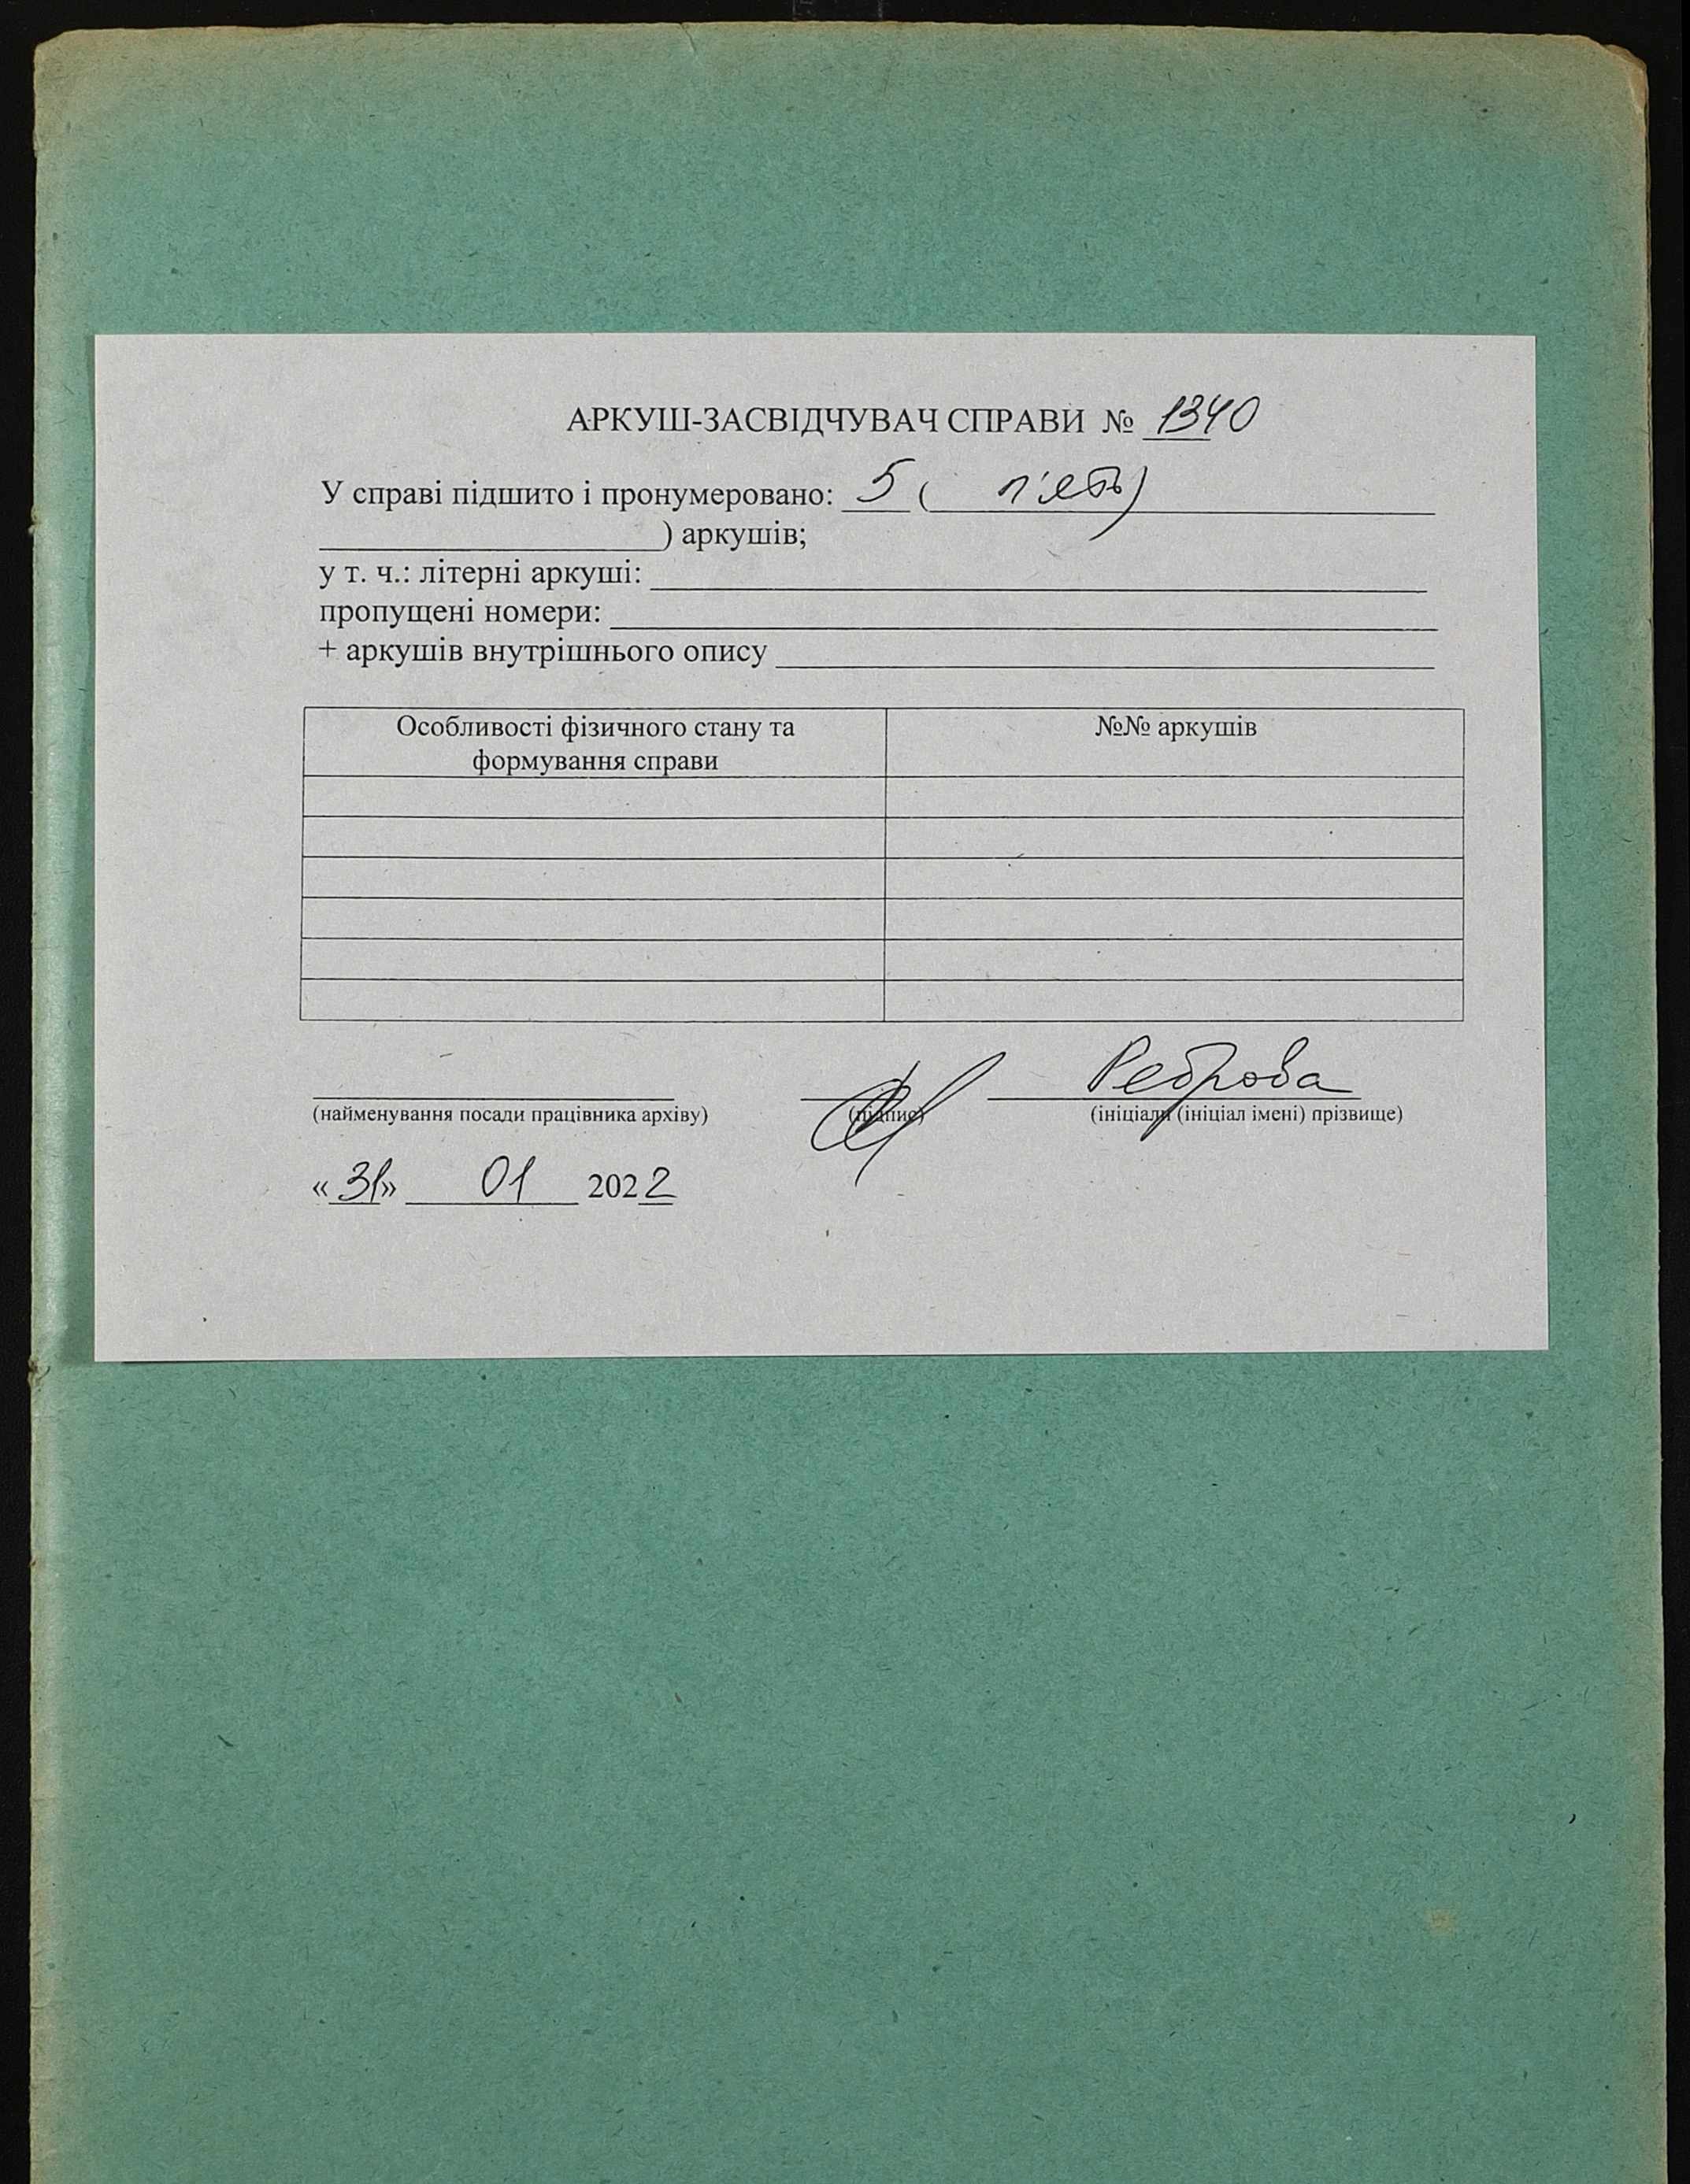 АРКУШ-ЗАСВІДЧУВАЧ СПРАВИ № 1340
У справі підшито і пронумеровано: 5 ( п'ять)
) аркушів;
у т. ч.: літерні аркуші:
пропущені номери:
+ аркушів внутрішнього опису
Особливості фізичного стану та №№ аркушів
формування справи
Реброва
(найменування посади працівника архіву) (підпис) (ініціали (ініціал імені) прізвище)
«31» 01 2022